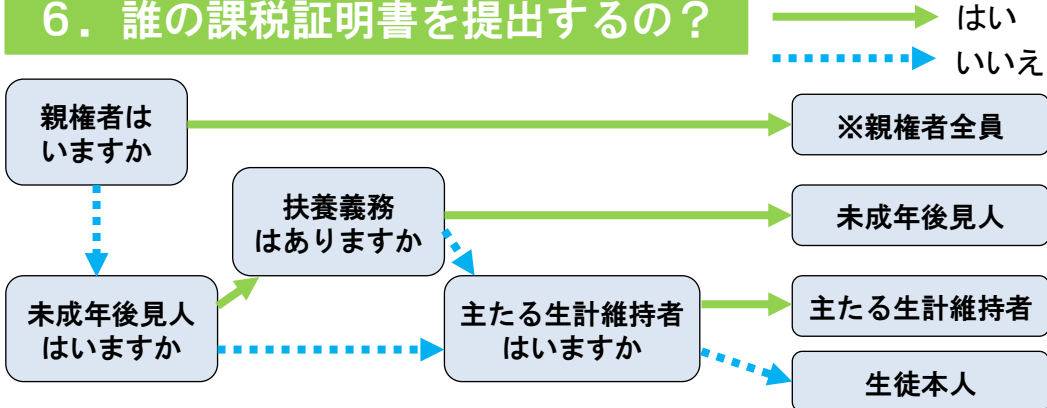 ６．誰の課税証明書を提出するの？
はい
いいえ
親権者は
いますか
※親権者全員
扶養義務
はありますか
未成年後見人
未成年後見人
はいますか
主たる生計維持者
はいますか
主たる生計維持者
生徒本人